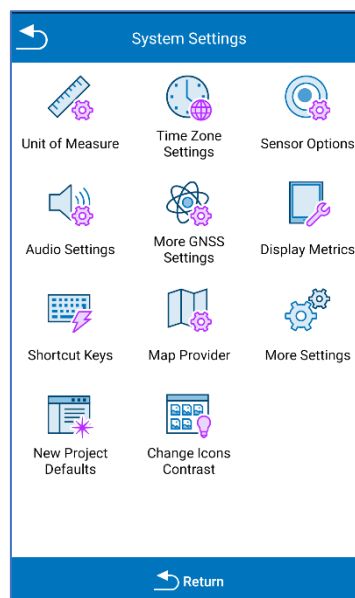 System Settings
Unit of Measure
Time Zone
Settings
Sensor Options
Audio Settings
More GNSS
Settings
Display Metrics
Shortcut Keys
Map Provider
More Settings
New Project
Defaults
Change Icons
Contrast
Return